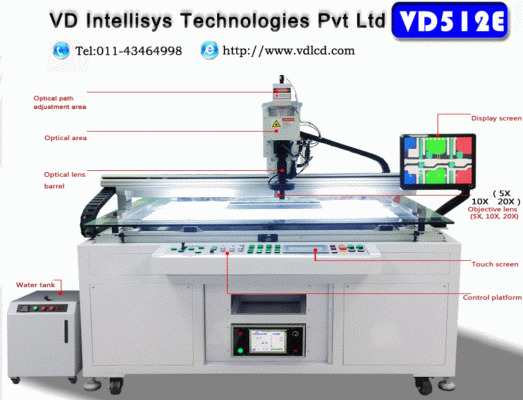 VD Intellisys Technologies Pvt Ltd
VD512E
Tel:011-43464998
http://www.vdlcd.com
Optical path
adjustment area
Optical area
Optical lens
barrel
Display screen
( 5X
10X 20X )
Objective lens
(5X, 10X, 20X)
Touch screen
Control platform
Water tank